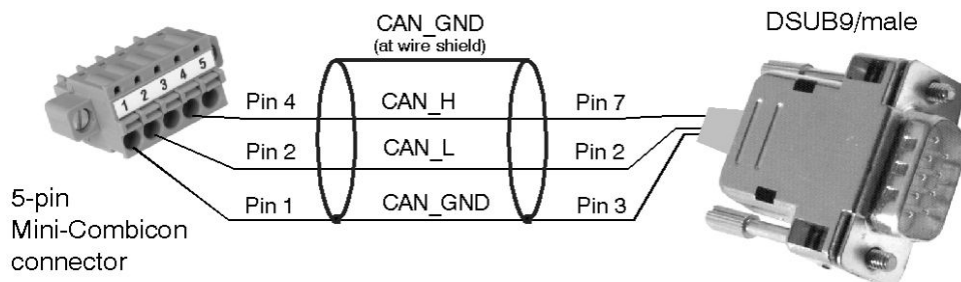 CAN_GND
(at wire shield)
DSUB9/male
1 2 3 4 5
Pin 4 CAN_H Pin 7
Pin 2 CAN_L Pin 2
Pin 1 CAN_GND Pin 3
5-pin
Mini-Combicon
connector